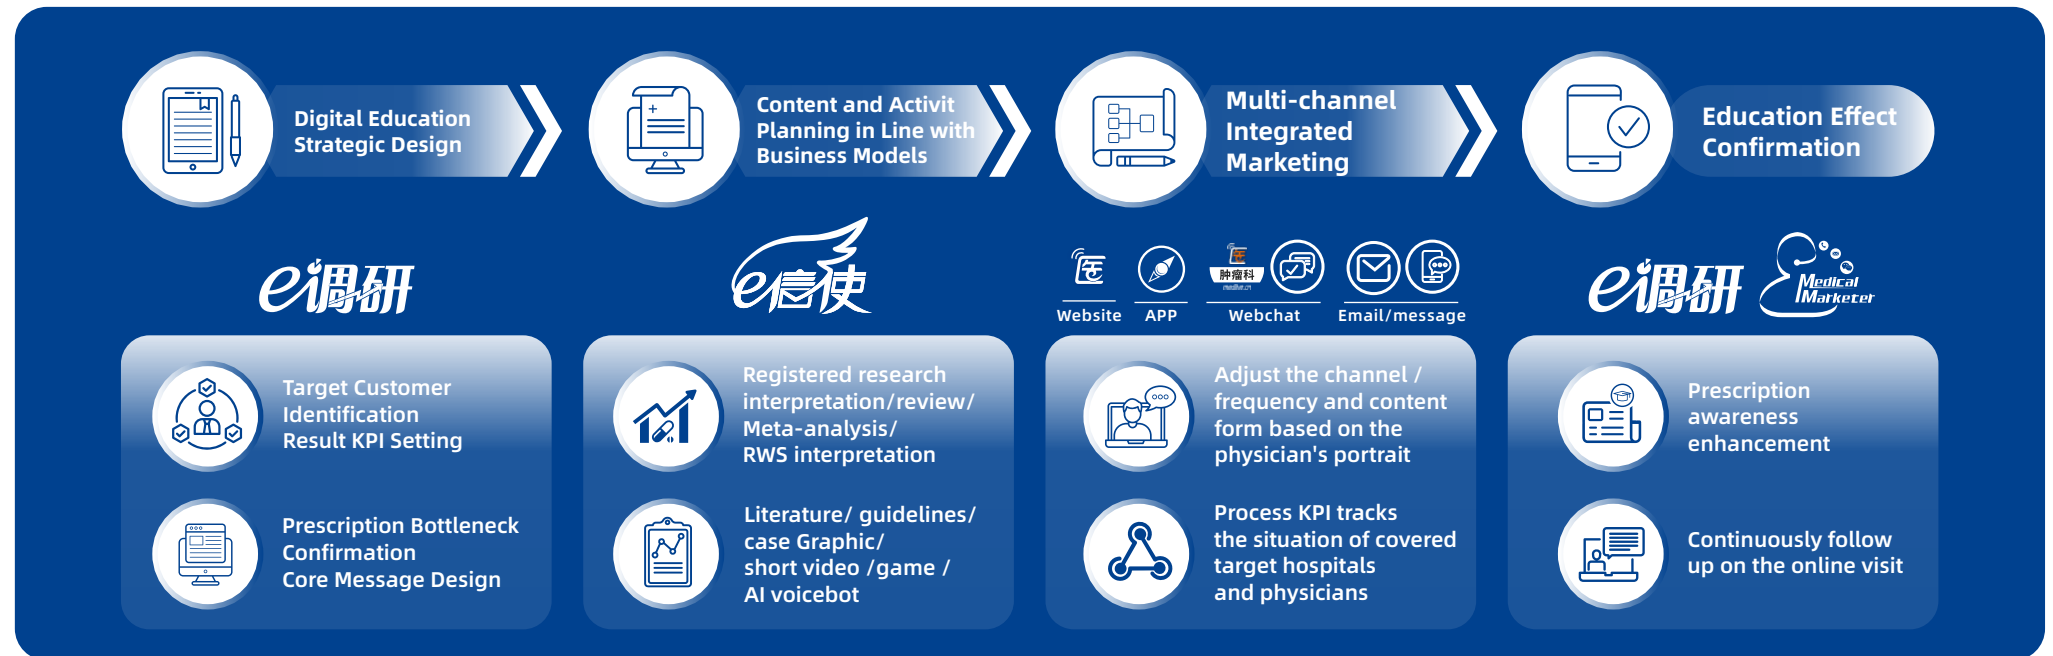 Digital Education
Strategic Design
Content and Activit
Planning in Line with
Business Models
Multi-channel
Integrated
Marketing
Education Effect
Confirmation
e调研
e信使
医
肿瘤科
Website
APP
Webchat
Email/message
e调研
Medical
Marketer
Target Customer
Identification
Result KPI Setting
Prescription Bottleneck
Confirmation
Core Message Design
Registered research
interpretation/review/
Meta-analysis/
RWS interpretation
Literature/ guidelines/
case Graphic/
short video /game /
AI voicebot
Adjust the channel /
frequency and content
form based on the
physician's portrait
Process KPI tracks
the situation of covered
target hospitals
and physicians
Prescription
awareness
enhancement
Continuously follow
up on the online visit